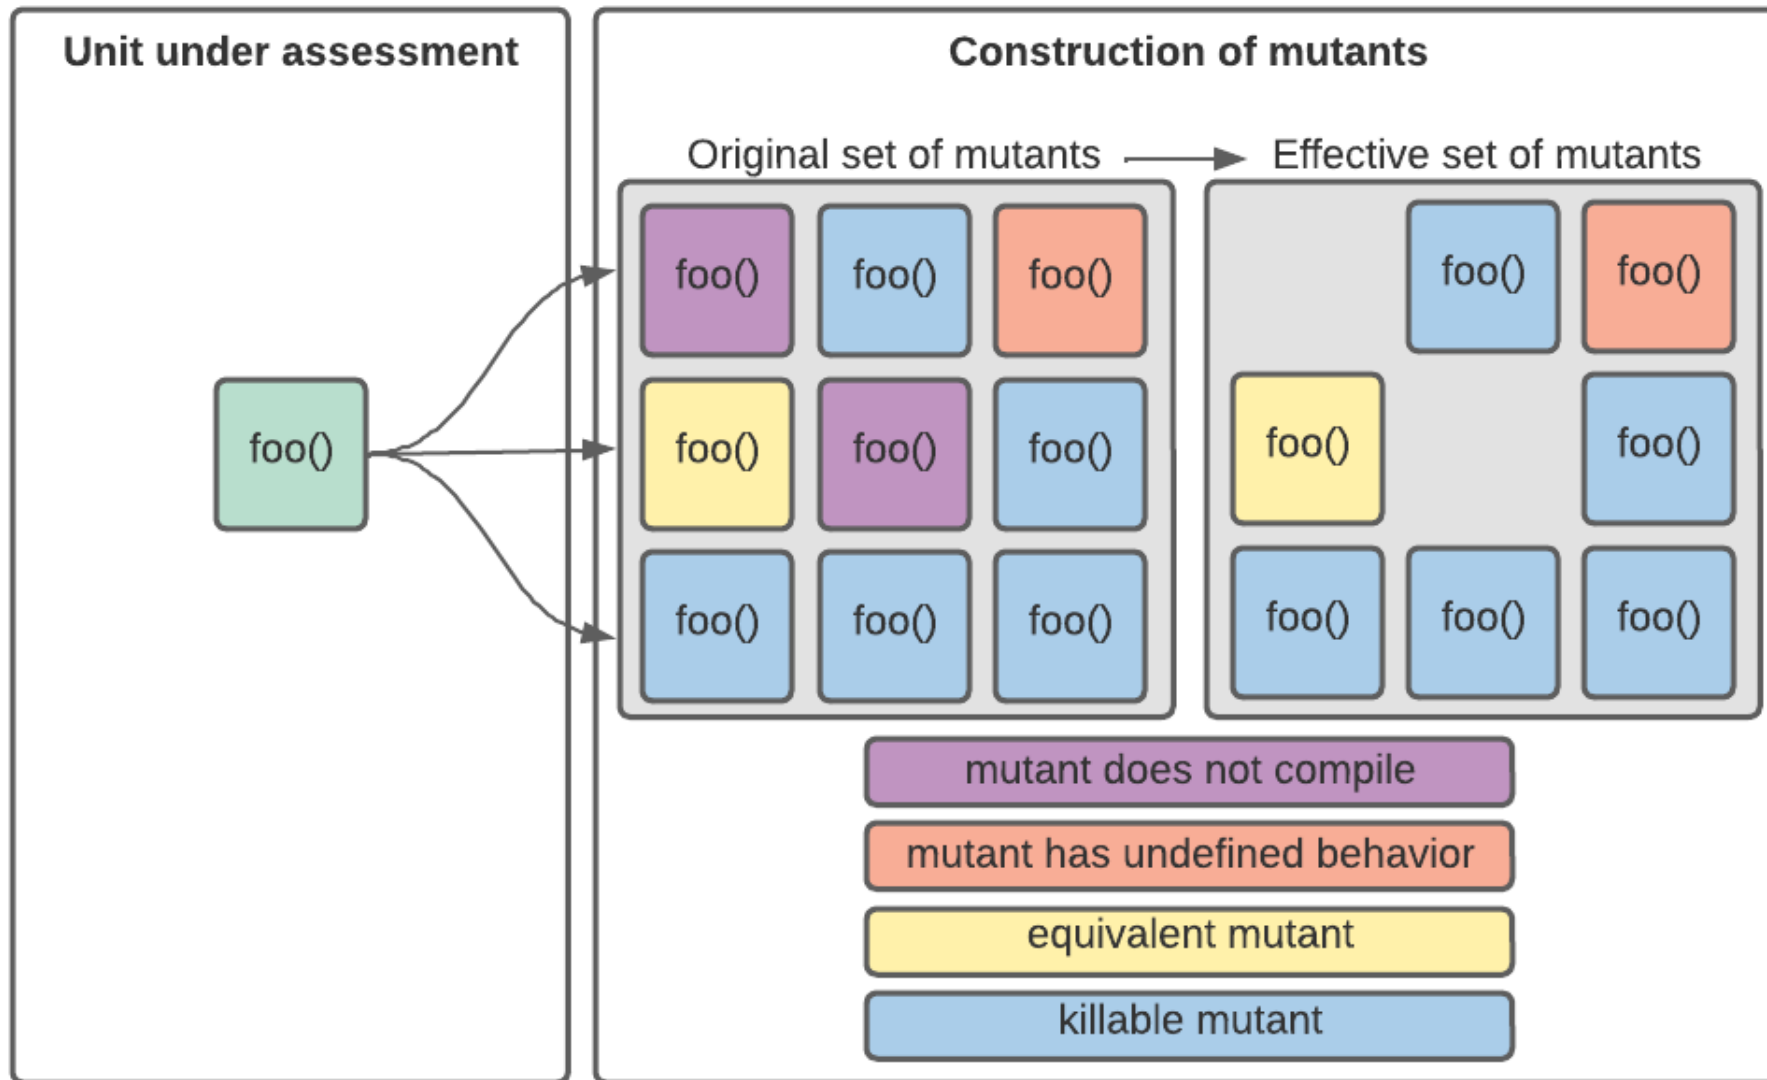 Unit under assessment
Construction of mutants
Original set of mutants
Effective set of mutants
foo()
foo() foo() foo()
foo() foo() foo()
foo() foo() foo()
foo() foo()
foo() foo()
foo() foo() foo()
mutant does not compile
mutant has undefined behavior
equivalent mutant
killable mutant